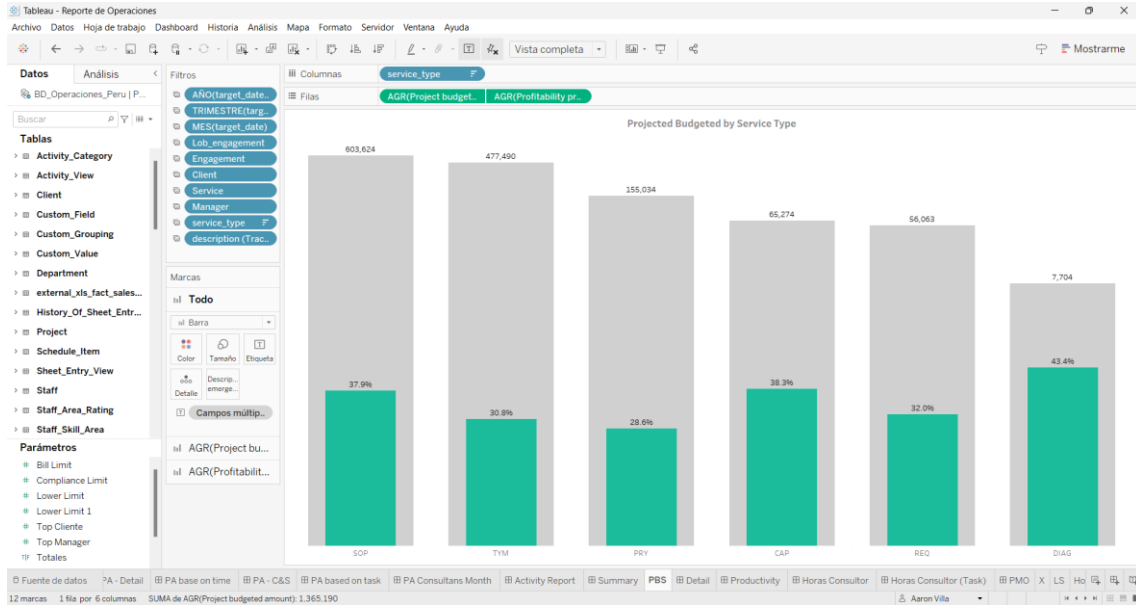 Tableau - Reporte de Operaciones
Archivo Datos Hoja de trabajo Dashboard Historia Análisis Mapa Formato Servidor Ventana Ayuda
Vista completa
Mostrarme
Datos Análisis
BD_Operaciones_Peru | P...
Buscar
Tablas
Activity_Category
Activity_View
Client
Custom_Field
Custom_Grouping
Custom_Value
Department
external_xls_fact_sales...
History_Of_Sheet_Entr...
Project
Schedule_Item
Sheet_Entry_View
Staff
Staff_Area_Rating
Staff_Skill_Area
Parámetros
Bill Limit
Compliance Limit
Lower Limit
Lower Limit 1
Top Cliente
Top Manager
Totales
Filtros
AÑO(target_date..
TRIMESTRE(targ..
MES(target_date)
Lob_engagement
Engagement
Client
Service
Manager
service_type
description (Trac..
Marcas
Todo
Barra
Color Tamaño Etiqueta
Detalle Descrip... emerge...
Campos múltip..
AGR(Project bu...
AGR(Profitabilit...
Columnas service_type
Filas AGR(Project budget.. AGR(Profitability pr..
Projected Budgeted by Service Type
603,624 477,490 155,034 65,274 56,063 7,704
37.9% 30.8% 28.6% 38.3% 32.0% 43.4%
SOP TYM PRY CAP REQ DIAG
Fuente de datos PA - Detail PA base on time PA - C&S PA based on task PA Consultans Month Activity Report Summary PBS Detail Productivity Horas Consultor Horas Consultor (Task) PMO X LS Ho
12 marcas 1 fila por 6 columnas SUMA de AGR(Project budgeted amount): 1.365.190 Aaron Villa